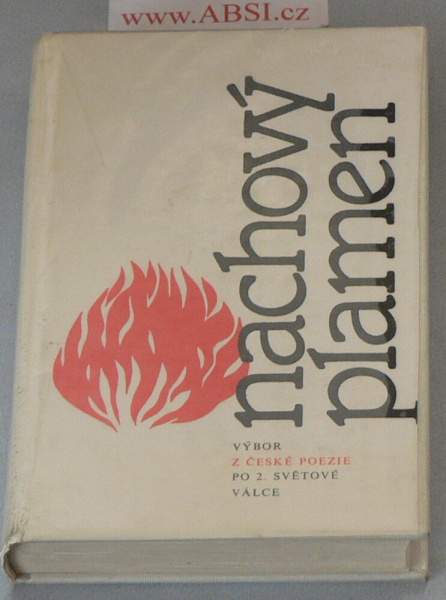 www.ABSI.cz
nachový
plamen
VÝBOR
Z ČESKÉ POEZIE
PO 2. SVĚTOVÉ
VÁLCE